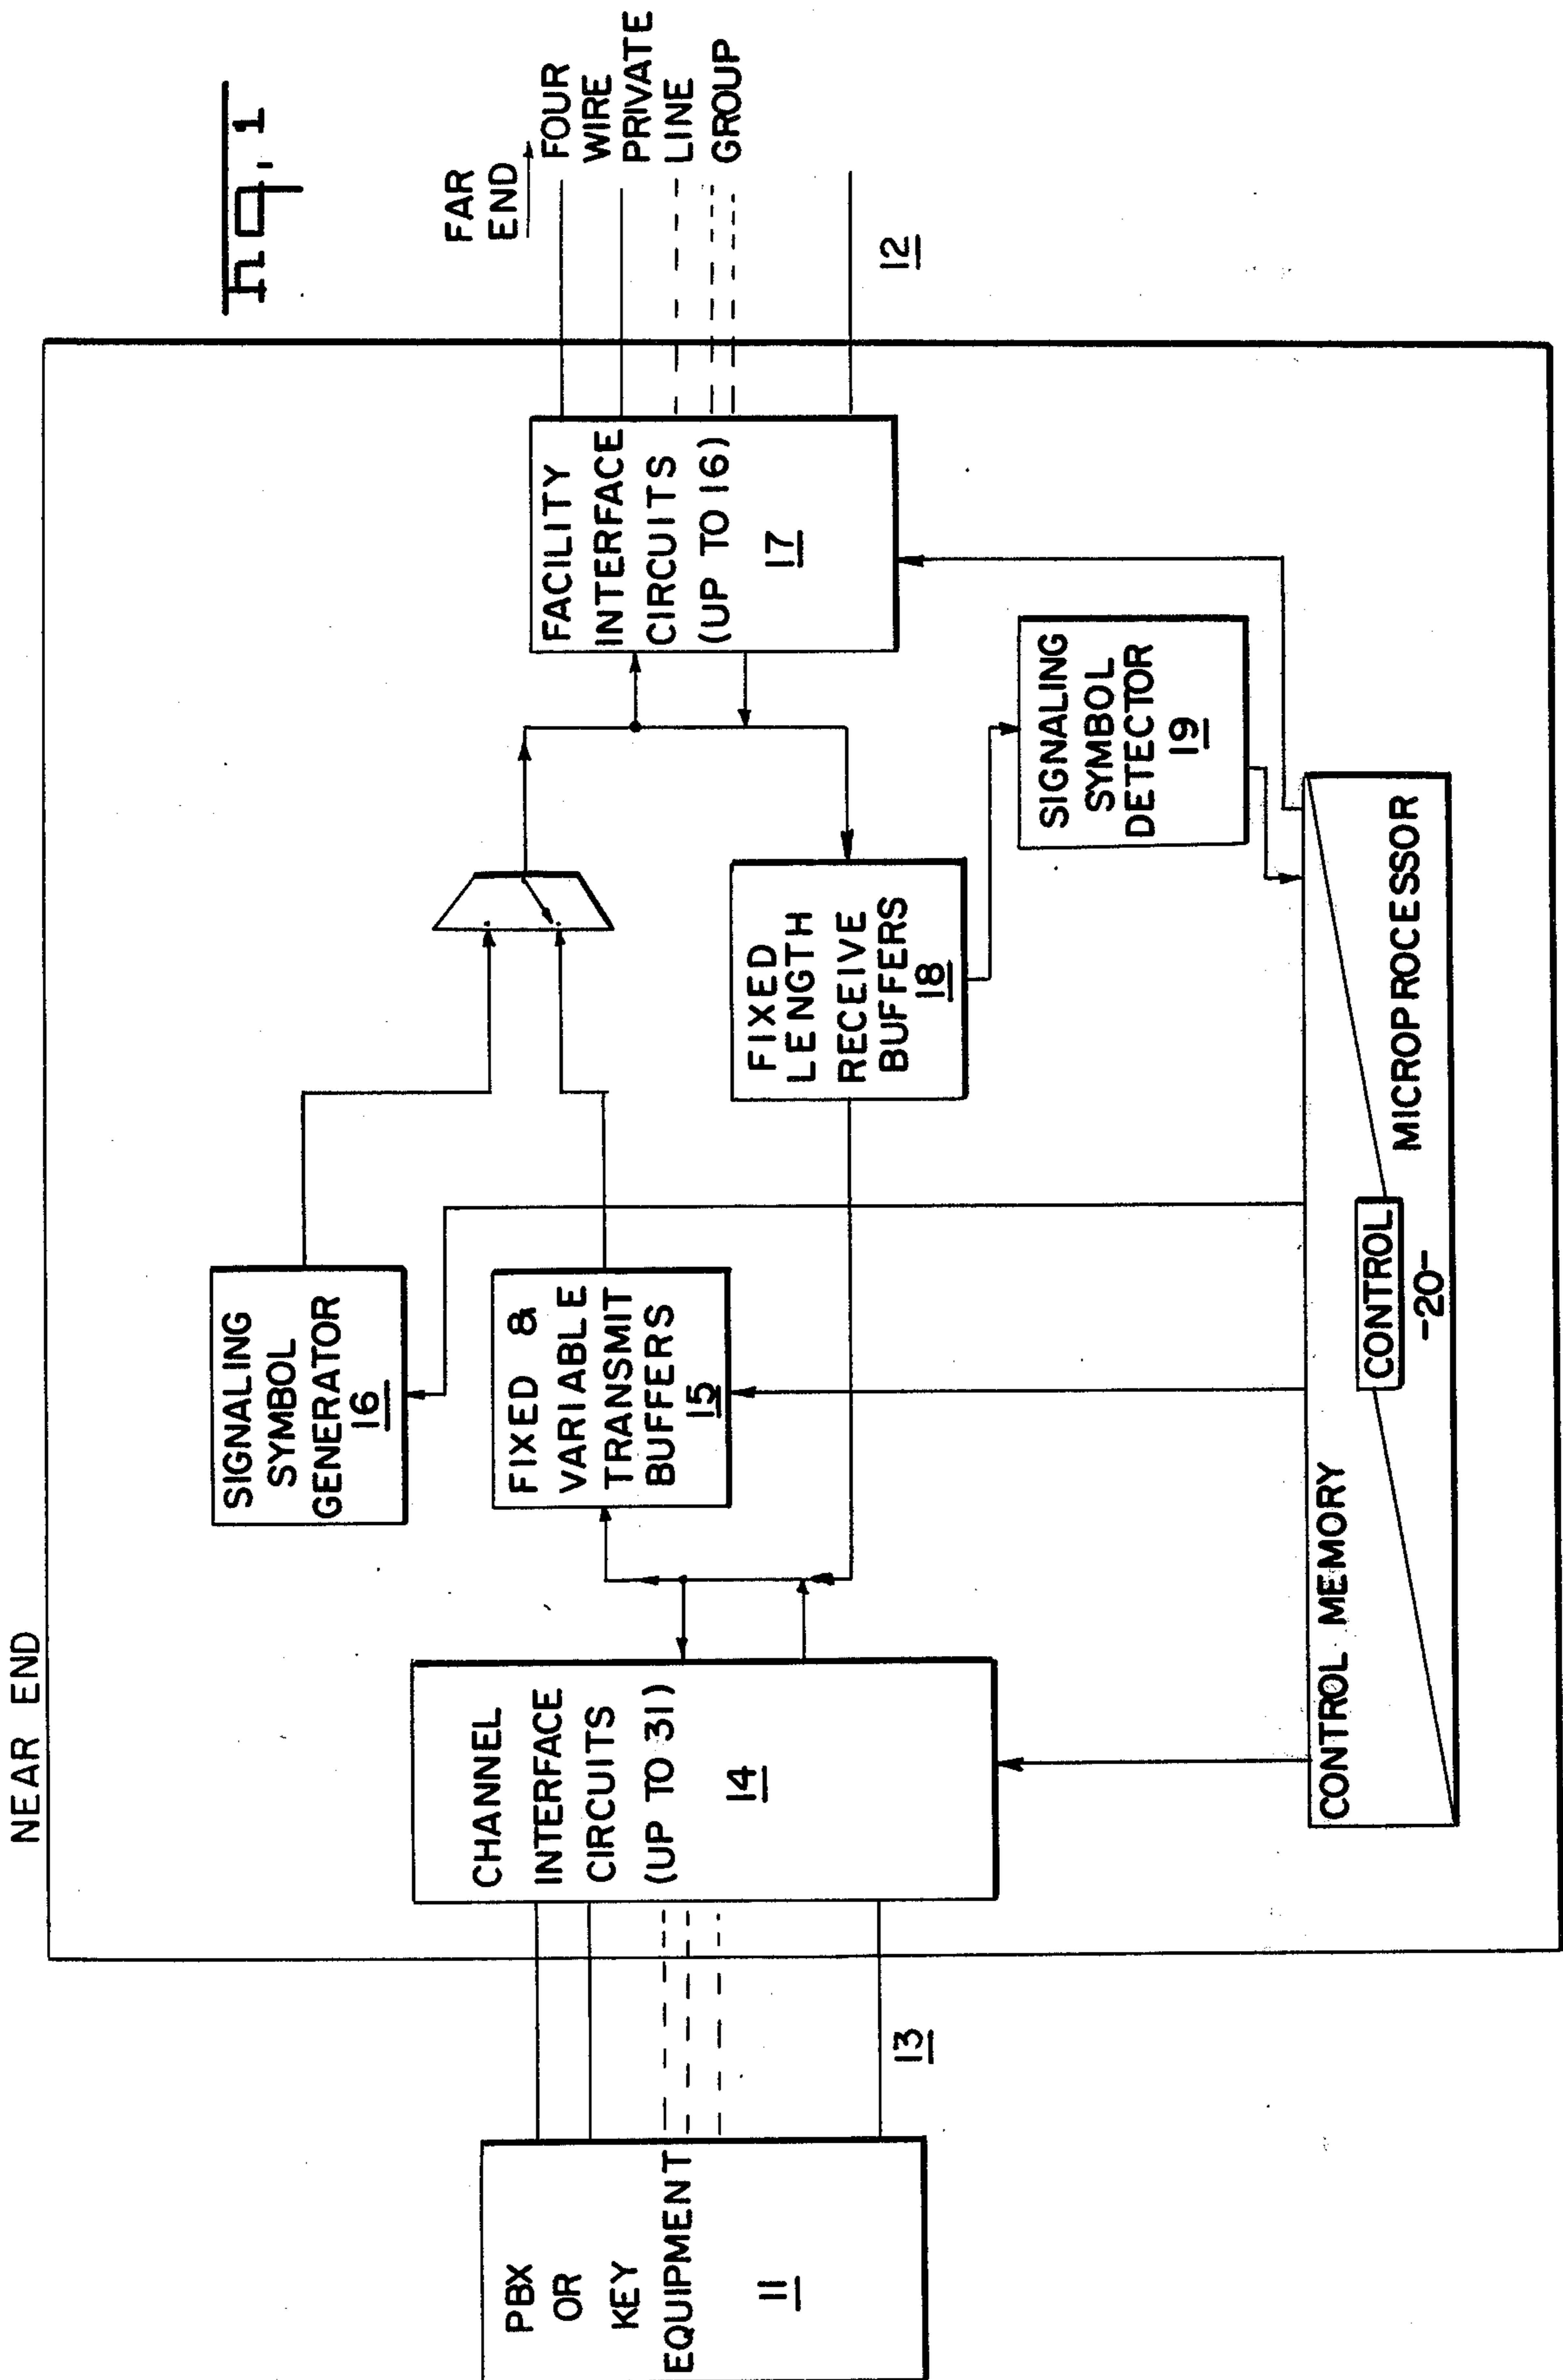 NEAR END
PBX
OR
KEY
EQUIPMENT
11
13
CHANNEL
INTERFACE
CIRCUITS
(UP TO 31)
14
SIGNALING
SYMBOL
GENERATOR
16
FIXED &
VARIABLE
TRANSMIT
BUFFERS
15
FIXED
LENGTH
RECEIVE
BUFFERS
18
SIGNALING
SYMBOL
DETECTOR
19
FACILITY
INTERFACE
CIRCUITS
(UP TO 16)
17
CONTROL MEMORY
CONTROL
-20-
MICROPROCESSOR
FAR
END
FOUR
WIRE
PRIVATE
LINE
GROUP
12